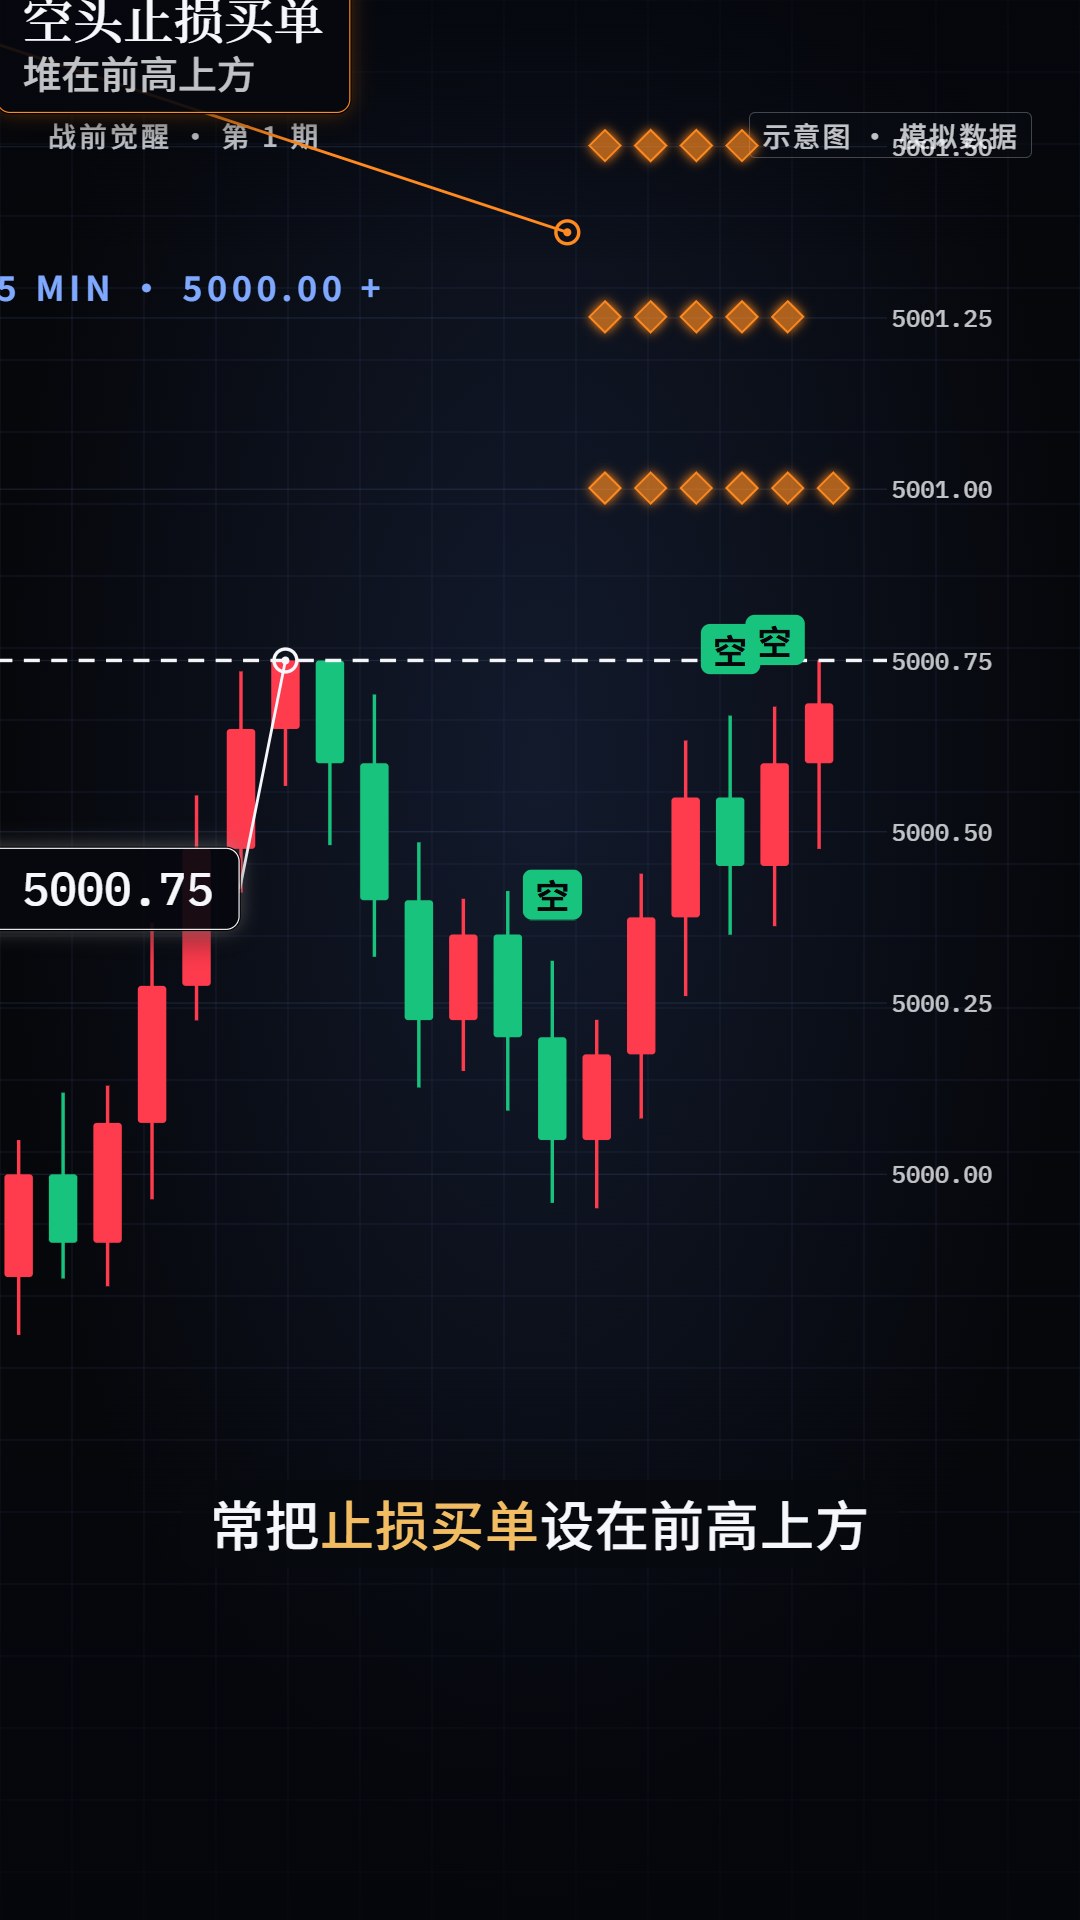 空头止损买单
堆在前高上方
战前觉醒 · 第 1 期
示意图 · 模拟数据
5001.50
5 MIN · 5000.00 +
5001.25
5001.00
空
空
5000.75
5000.50
5000.75
空
5000.25
5000.00
常把止损买单设在前高上方